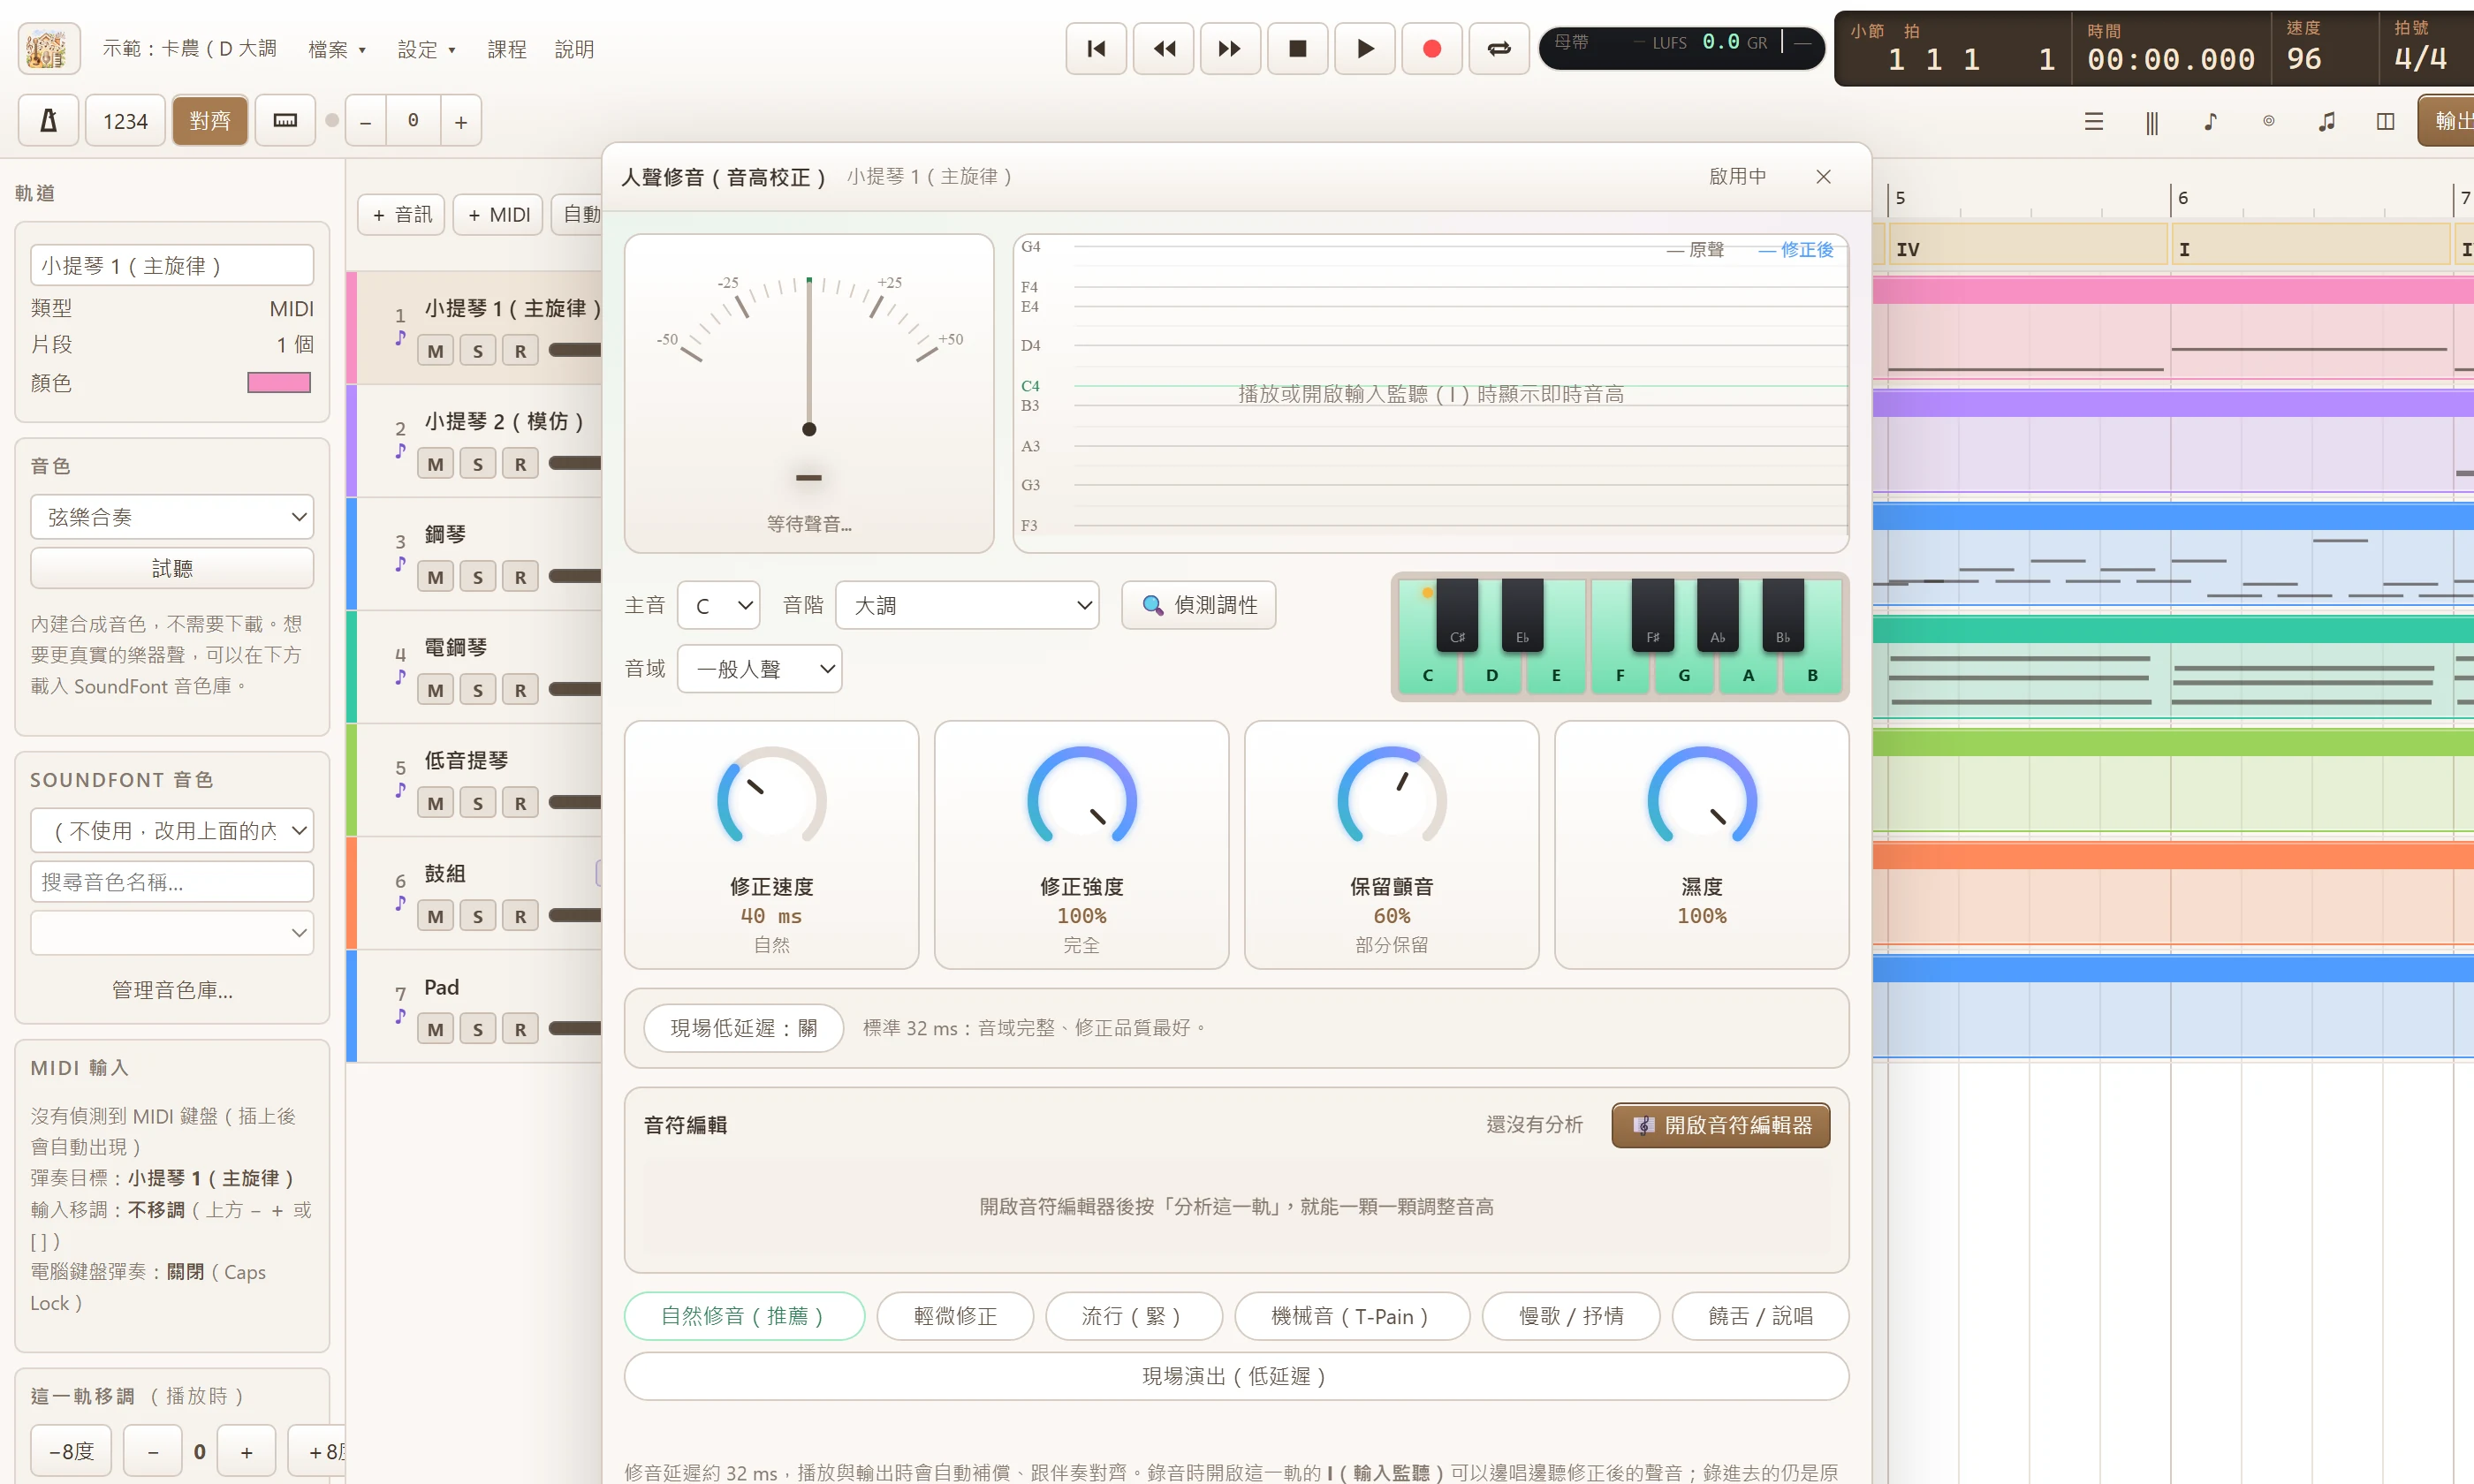 示範：卡農（D 大調
檔案 ▾
設定 ▾
課程
說明
母帶 — LUFS 0.0 GR —
小節 拍
1 1 1 1
時間
00:00.000
速度
96
拍號
4/4
1234
對齊
− 0 +
輸出
軌道
小提琴 1（主旋律）
類型 MIDI
片段 1 個
顏色
音色
弦樂合奏
試聽
內建合成音色，不需要下載。想
要更真實的樂器聲，可以在下方
載入 SoundFont 音色庫。
SOUNDFONT 音色
（不使用，改用上面的內
搜尋音色名稱...
管理音色庫...
MIDI 輸入
沒有偵測到 MIDI 鍵盤（插上後
會自動出現）
彈奏目標：小提琴 1（主旋律）
輸入移調：不移調（上方 − + 或
[ ]）
電腦鍵盤彈奏：關閉（Caps
Lock）
這一軌移調（播放時）
−8度 − 0 + +8度
+ 音訊
+ MIDI
自動
1 小提琴 1（主旋律）
M S R
2 小提琴 2（模仿）
M S R
3 鋼琴
M S R
4 電鋼琴
M S R
5 低音提琴
M S R
6 鼓組
M S R
7 Pad
M S R
人聲修音（音高校正） 小提琴 1（主旋律）
啟用中 ×
-50 -25 +25 +50
—
等待聲音...
— 原聲 — 修正後
G4
F4
E4
D4
C4
B3
A3
G3
F3
播放或開啟輸入監聽（I）時顯示即時音高
主音 C 音階 大調 偵測調性
音域 一般人聲
C♯ E♭ F♯ A♭ B♭
C D E F G A B
修正速度
40 ms
自然
修正強度
100%
完全
保留顫音
60%
部分保留
濕度
100%
現場低延遲：關 標準 32 ms：音域完整、修正品質最好。
音符編輯 還沒有分析 開啟音符編輯器
開啟音符編輯器後按「分析這一軌」，就能一顆一顆調整音高
自然修音（推薦） 輕微修正 流行（緊） 機械音（T-Pain） 慢歌 / 抒情 饒舌 / 說唱
現場演出（低延遲）
修音延遲約 32 ms，播放與輸出時會自動補償、跟伴奏對齊。錄音時開啟這一軌的 I（輸入監聽）可以邊唱邊聽修正後的聲音；錄進去的仍是原
5 6 7
IV I